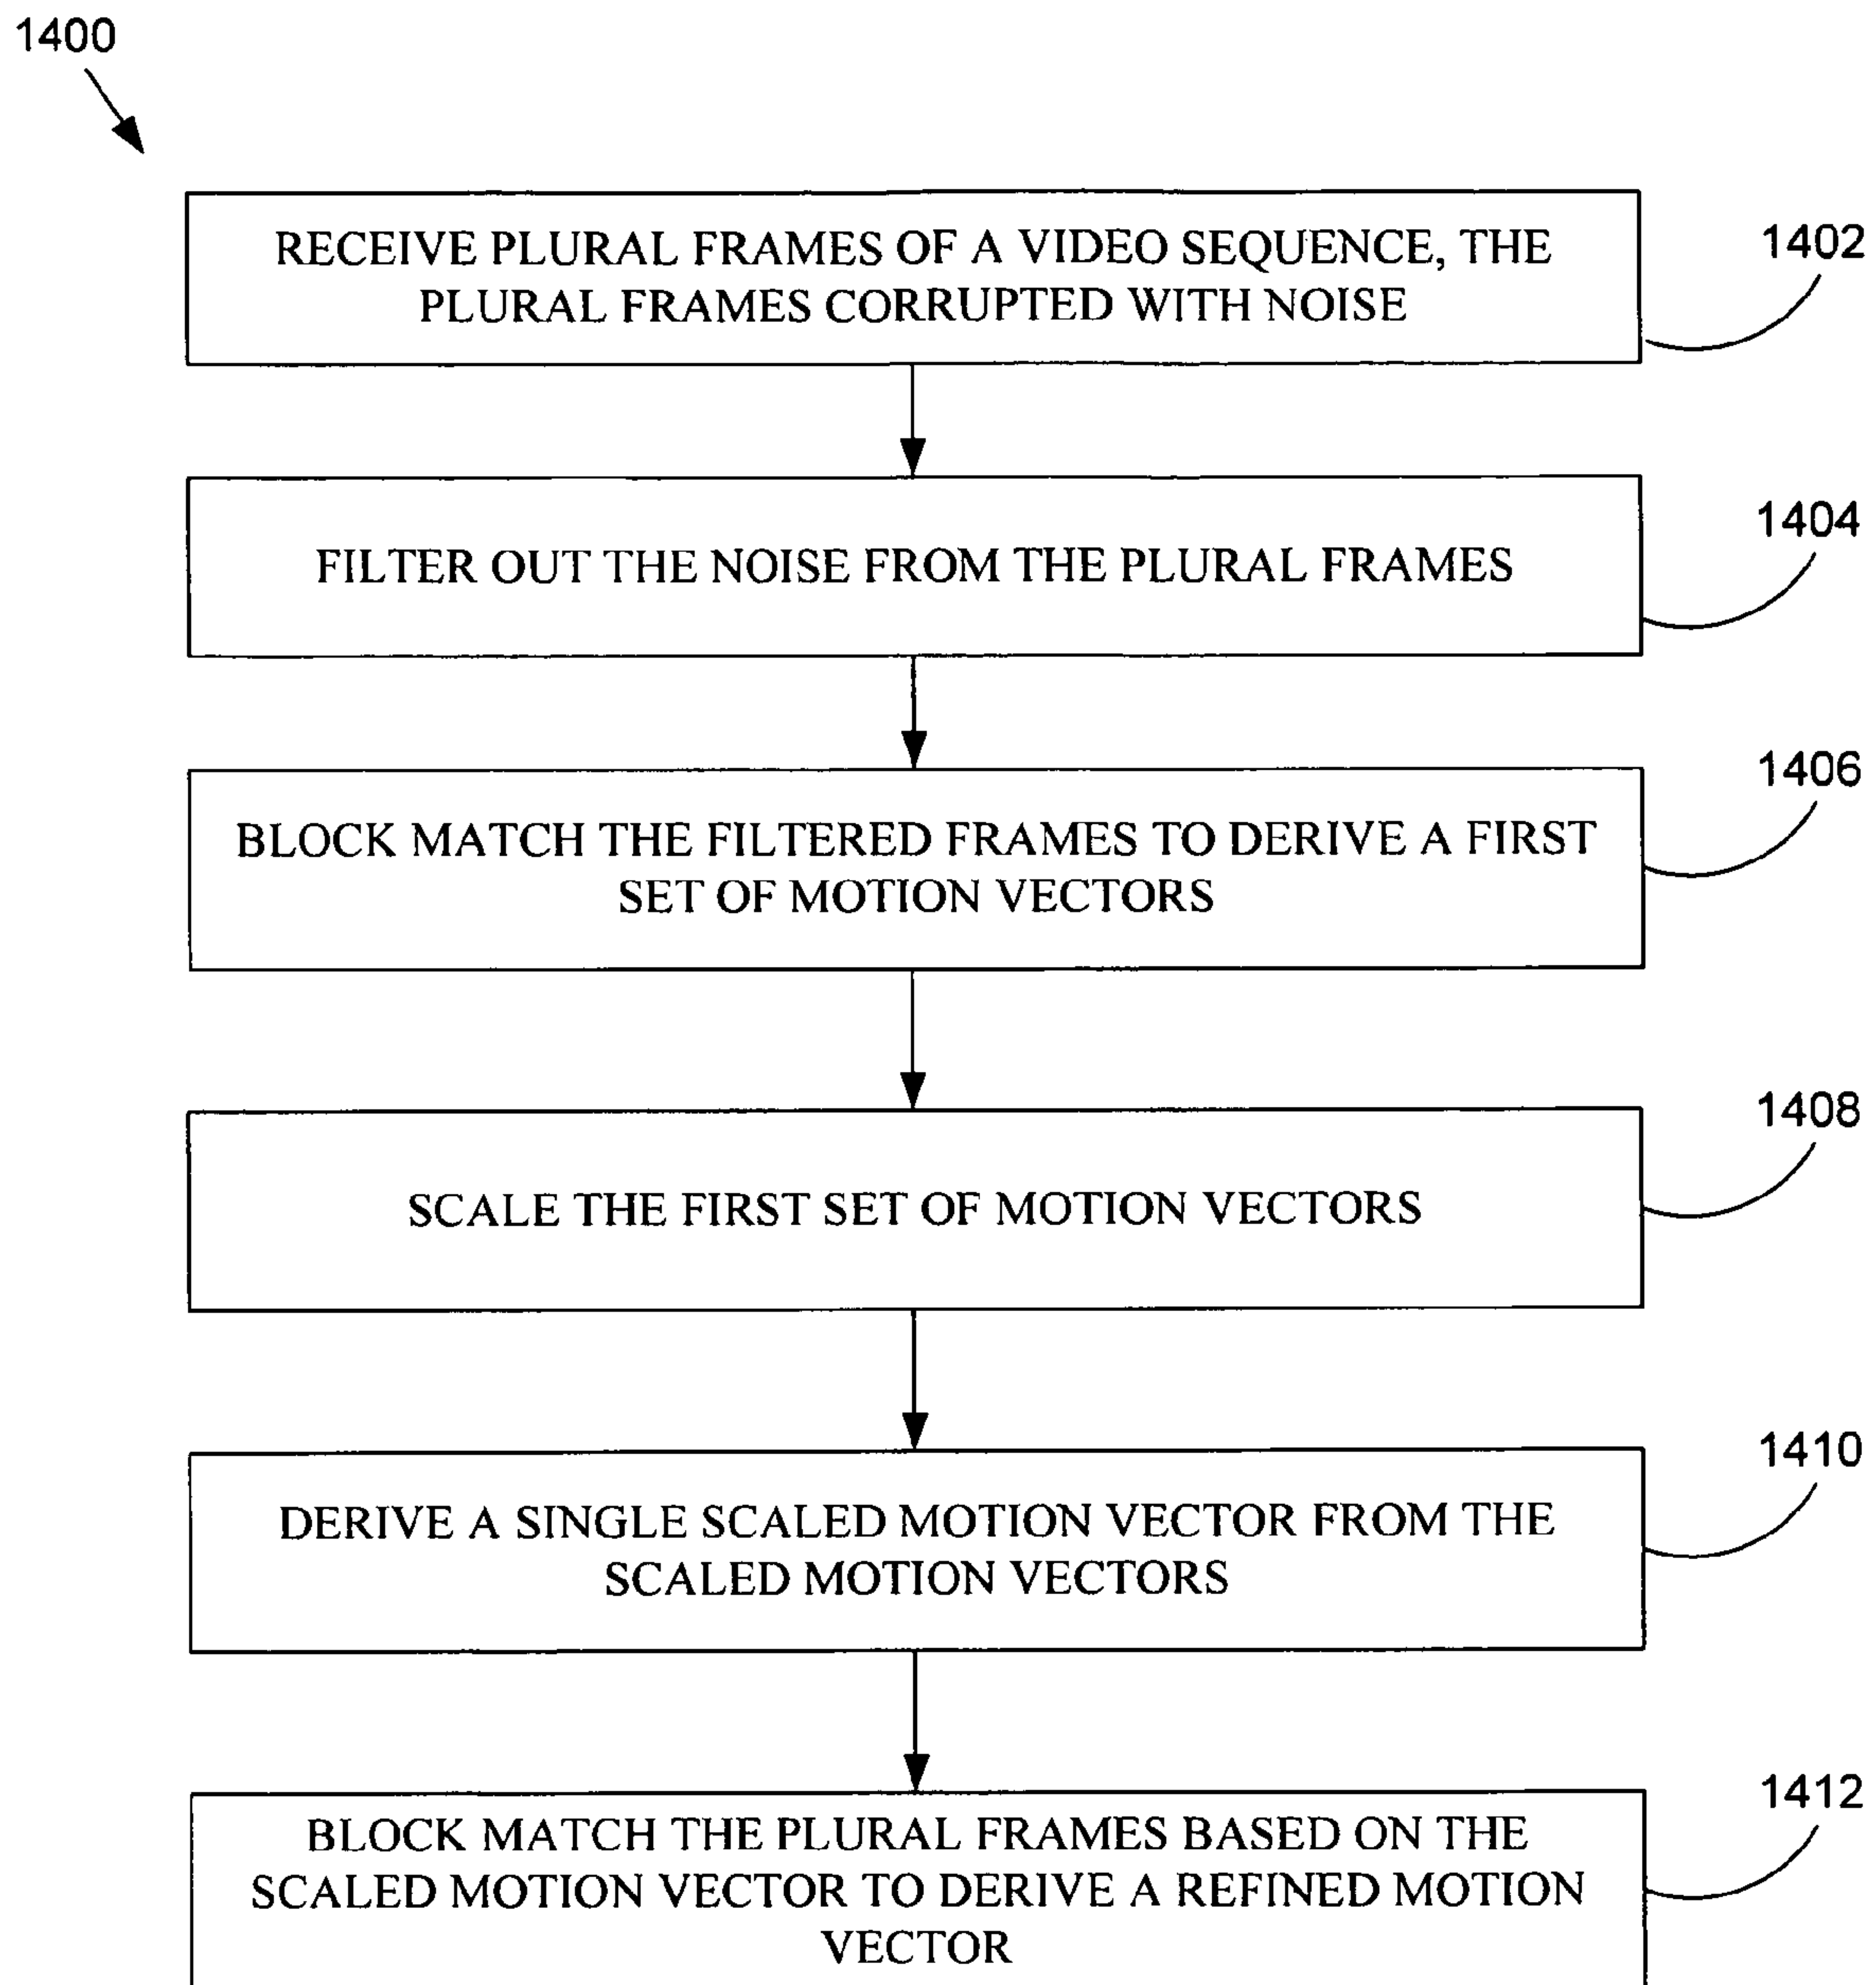 1400
RECEIVE PLURAL FRAMES OF A VIDEO SEQUENCE, THE
PLURAL FRAMES CORRUPTED WITH NOISE
1402
FILTER OUT THE NOISE FROM THE PLURAL FRAMES
1404
BLOCK MATCH THE FILTERED FRAMES TO DERIVE A FIRST
SET OF MOTION VECTORS
1406
SCALE THE FIRST SET OF MOTION VECTORS
1408
DERIVE A SINGLE SCALED MOTION VECTOR FROM THE
SCALED MOTION VECTORS
1410
BLOCK MATCH THE PLURAL FRAMES BASED ON THE
SCALED MOTION VECTOR TO DERIVE A REFINED MOTION
VECTOR
1412